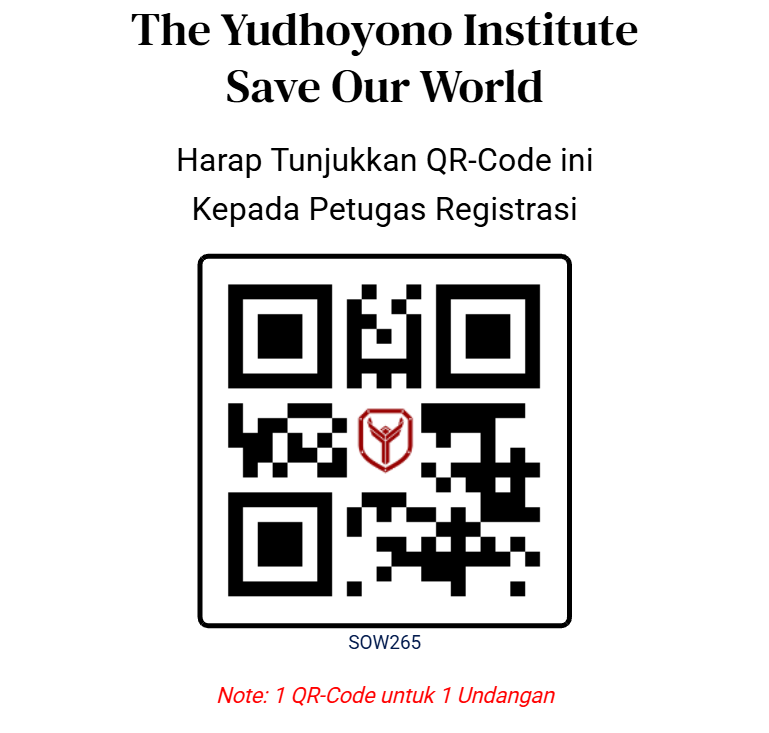 The Yudhoyono Institute
Save Our World
Harap Tunjukkan QR-Code ini
Kepada Petugas Registrasi
SOW265
Note: 1 QR-Code untuk 1 Undangan